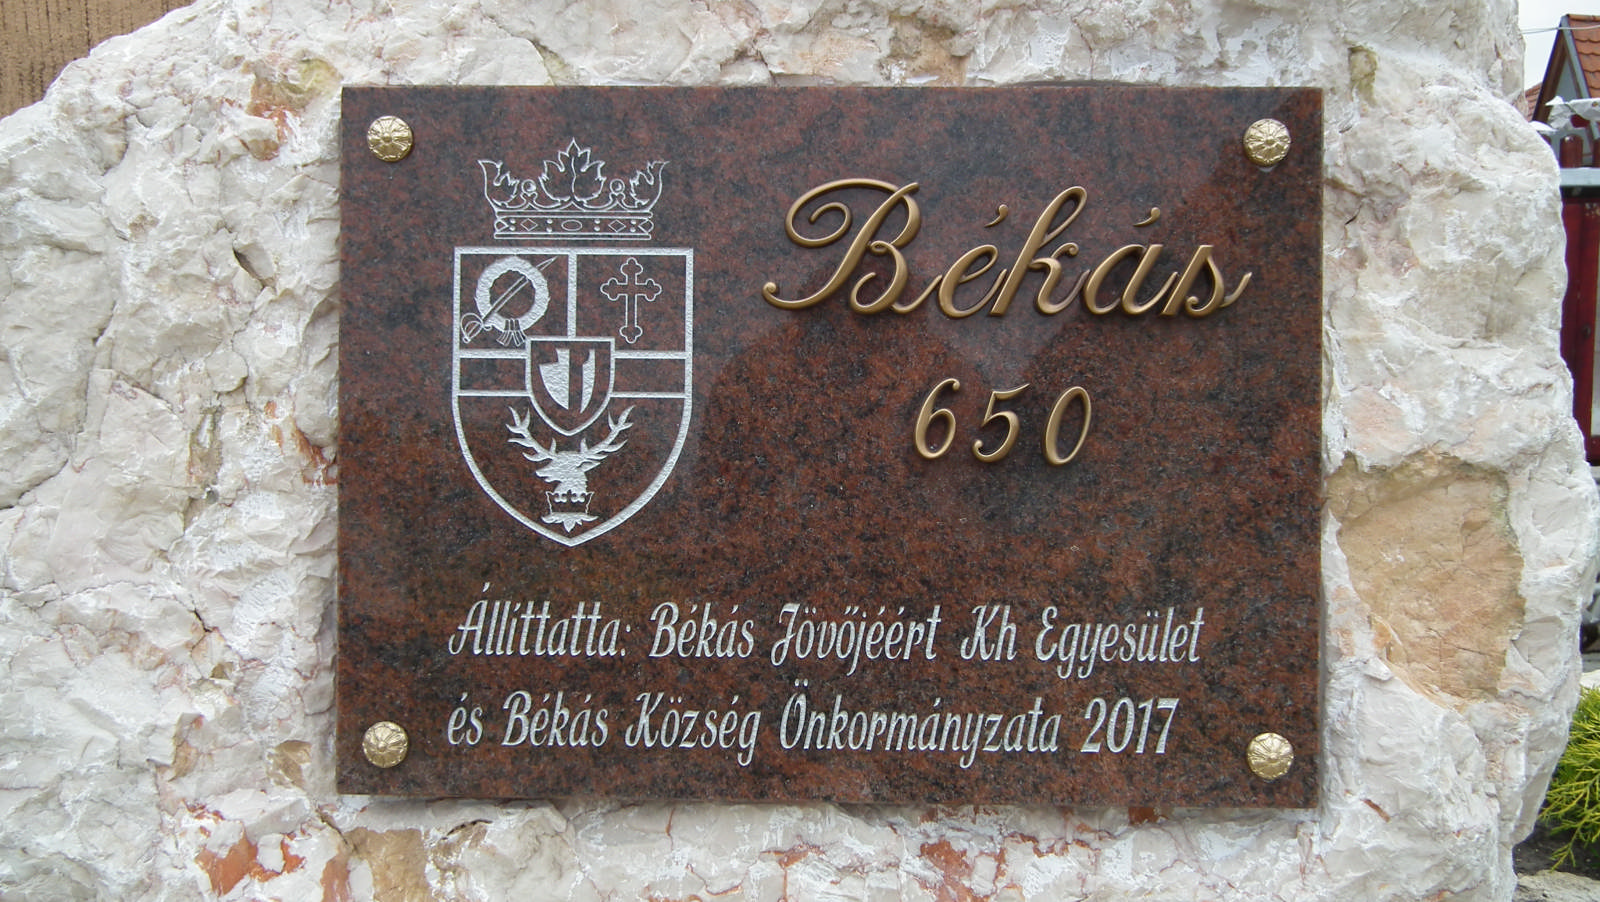 Békás
650
Állíttatta: Békás Jövőjéért Kh Egyesület
és Békás Község Önkormányzata 2017